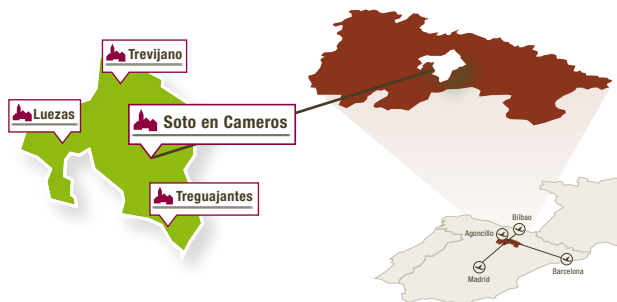 Trevijano
Luezas
Soto en Cameros
Treguajantes
Bilbao
Agoncillo
Madrid
Barcelona